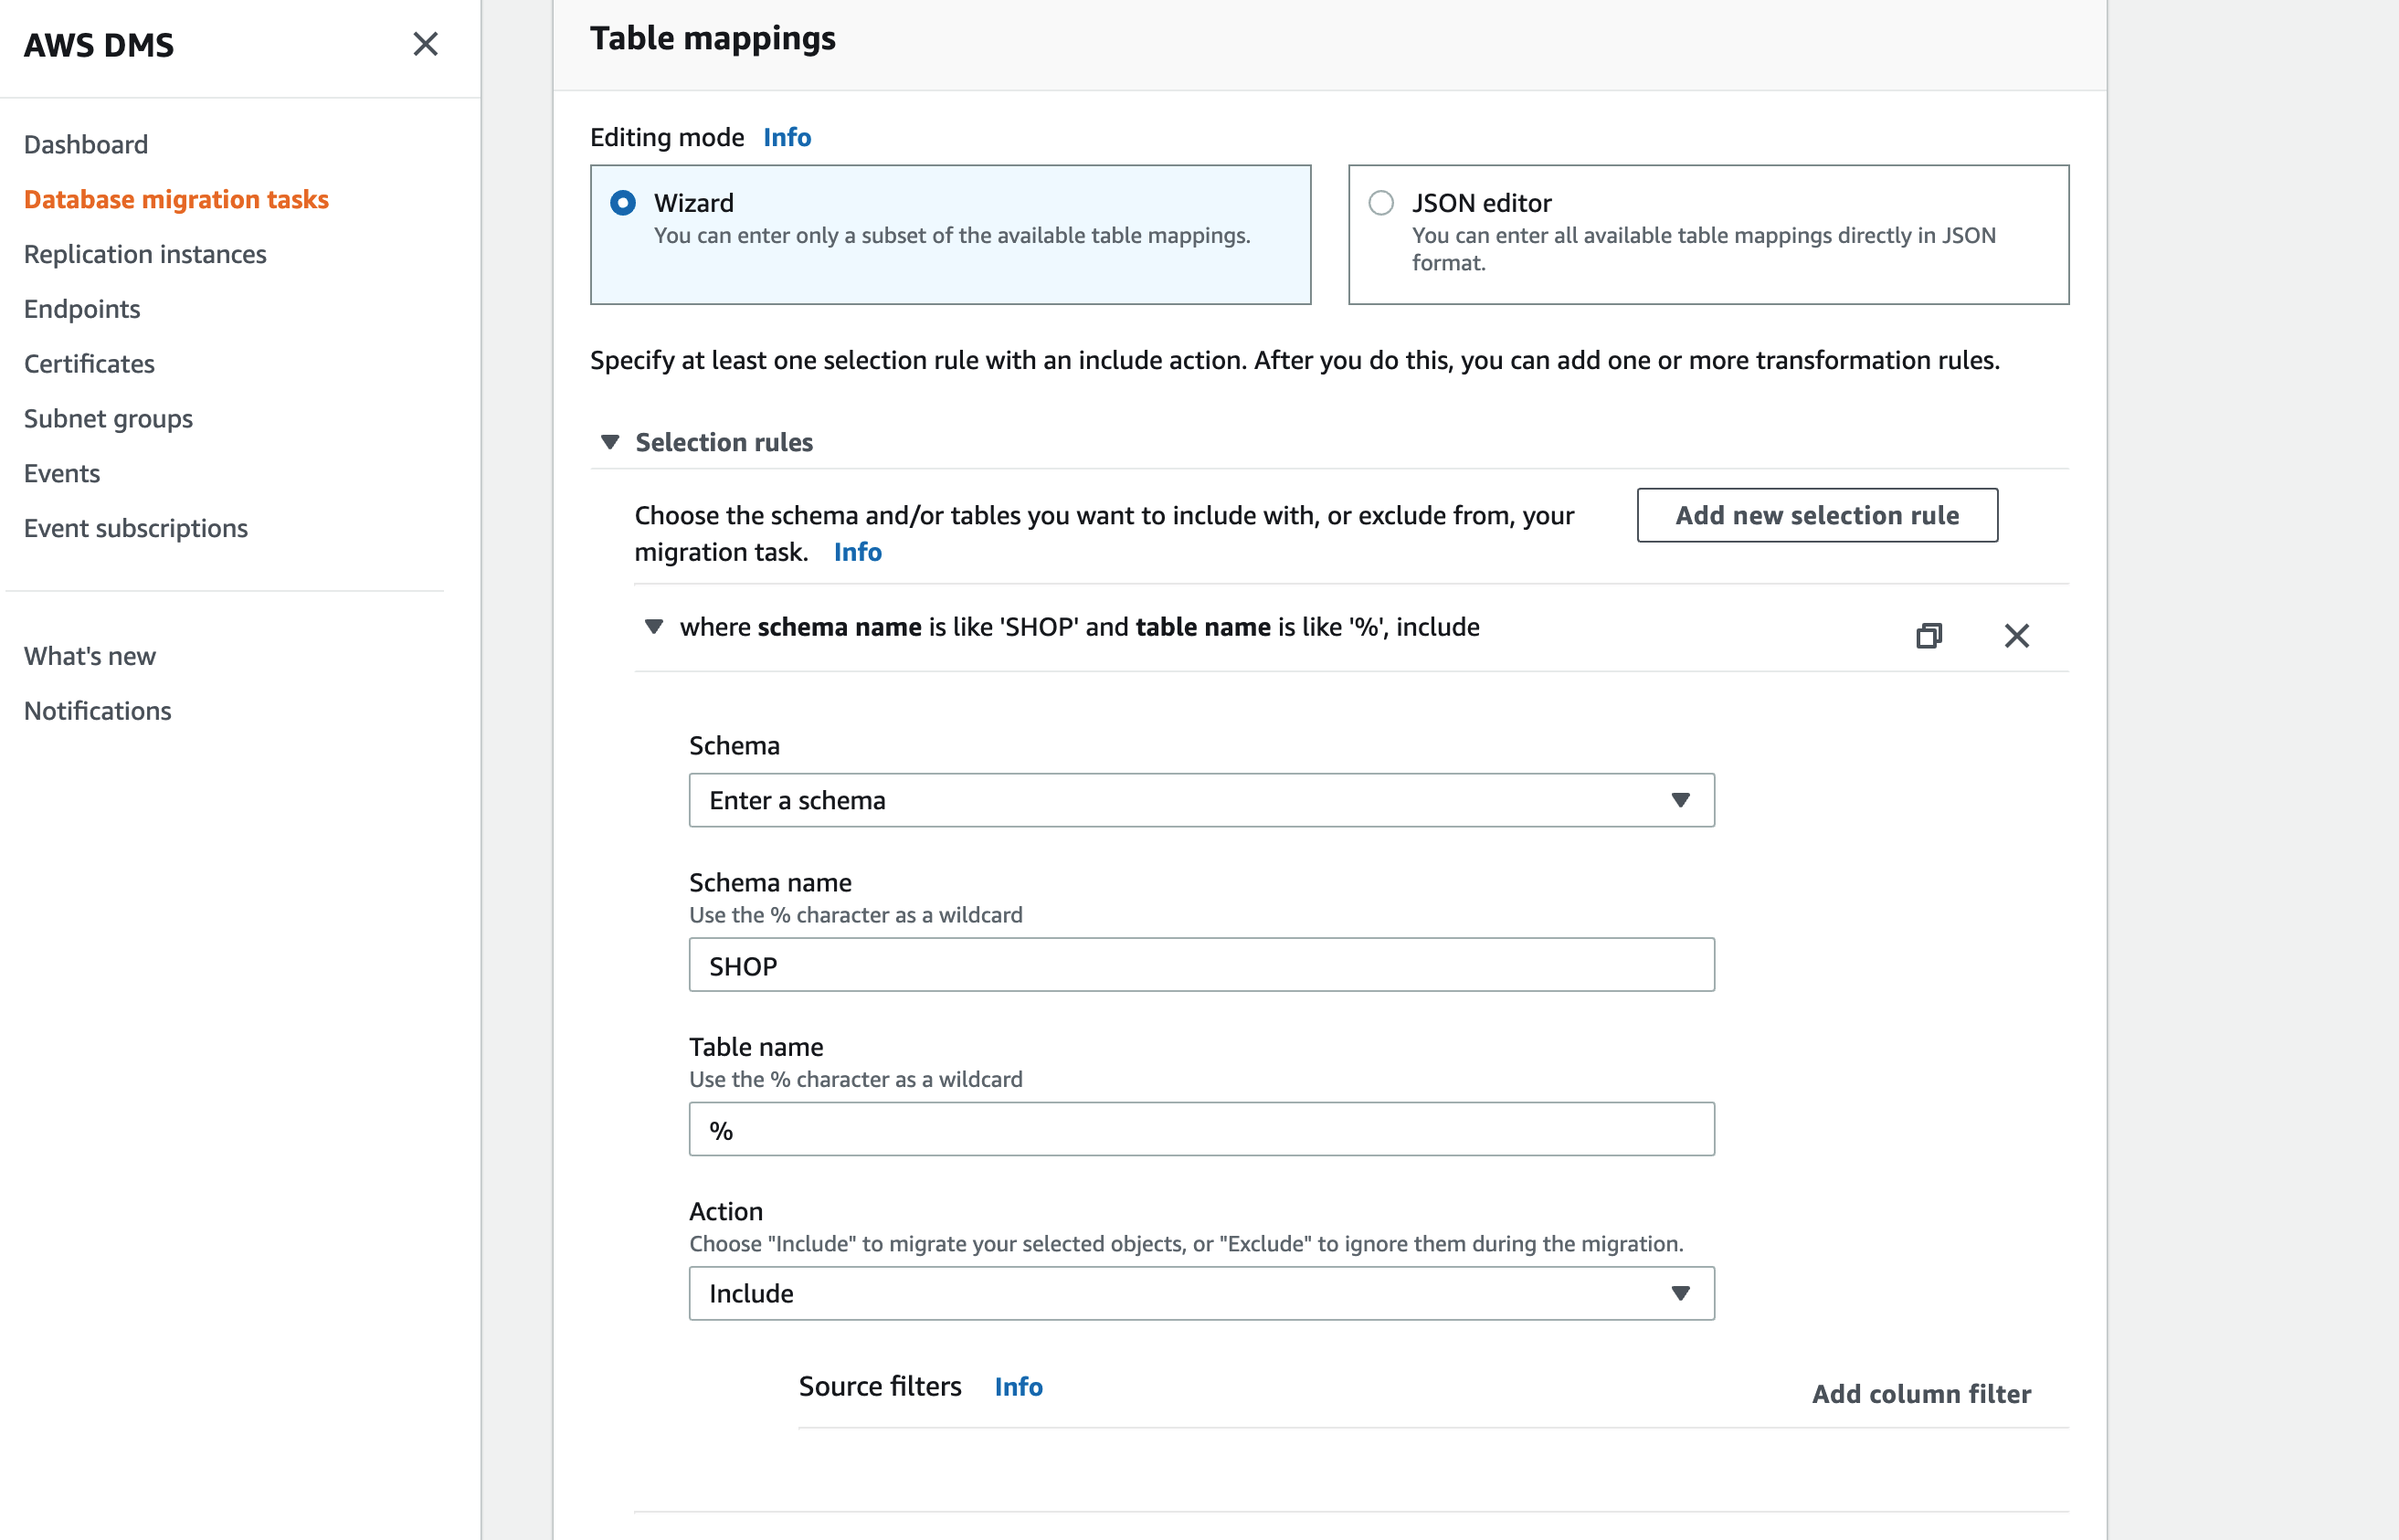 AWS DMS
Dashboard
Database migration tasks
Replication instances
Endpoints
Certificates
Subnet groups
Events
Event subscriptions
What's new
Notifications
Table mappings
Editing mode Info
Wizard
You can enter only a subset of the available table mappings.
JSON editor
You can enter all available table mappings directly in JSON
format.
Specify at least one selection rule with an include action. After you do this, you can add one or more transformation rules.
Selection rules
Choose the schema and/or tables you want to include with, or exclude from, your
migration task. Info
Add new selection rule
where schema name is like 'SHOP' and table name is like '%', include
Schema
Enter a schema
Schema name
Use the % character as a wildcard
SHOP
Table name
Use the % character as a wildcard
%
Action
Choose "Include" to migrate your selected objects, or "Exclude" to ignore them during the migration.
Include
Source filters Info
Add column filter